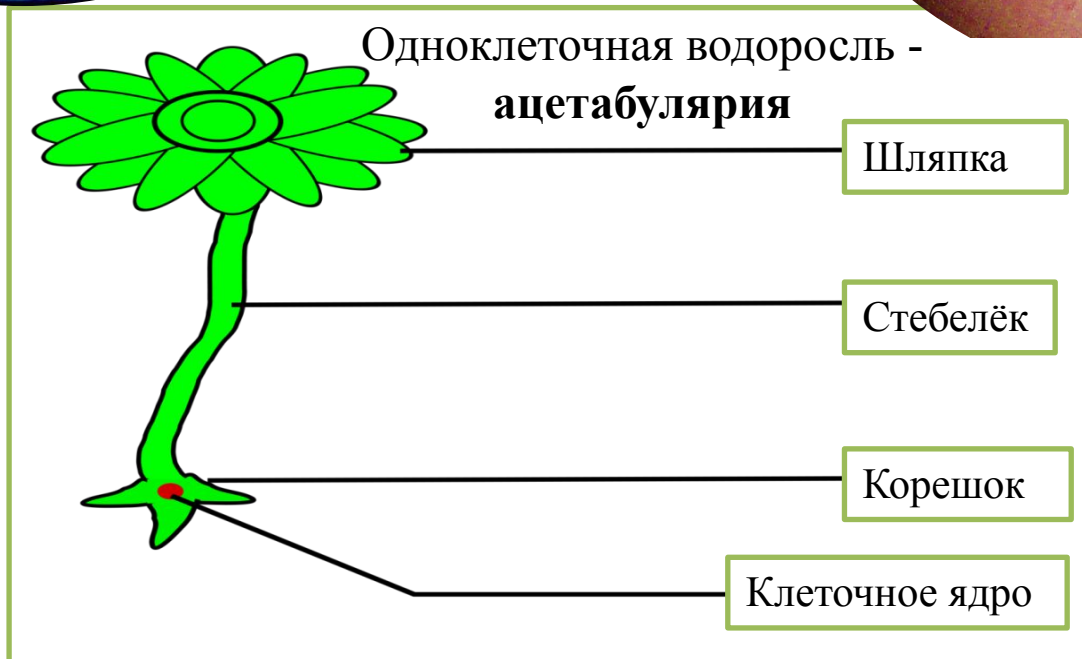 Одноклеточная водоросль -
ацетабулярия
Шляпка
Стебелёк
Корешок
Клеточное ядро